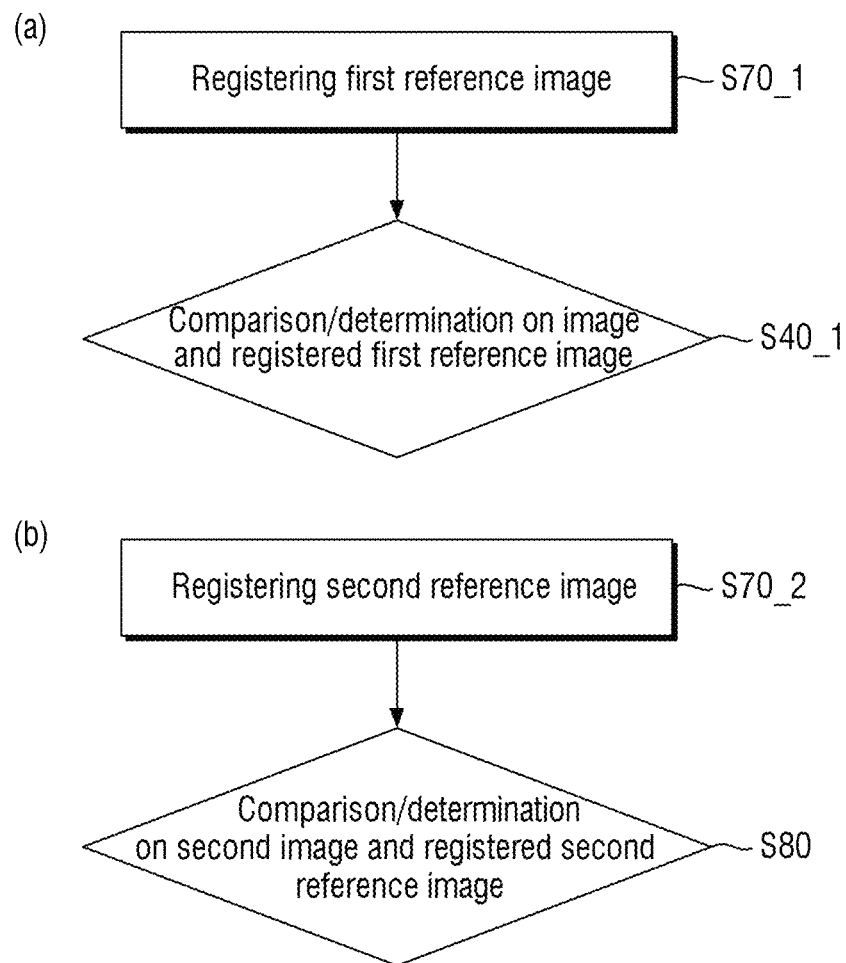 (a)
Registering first reference image
S70_1
Comparison/determination on image
and registered first reference image
S40_1
(b)
Registering second reference image
S70_2
Comparison/determination
on second image and registered second
reference image
S80